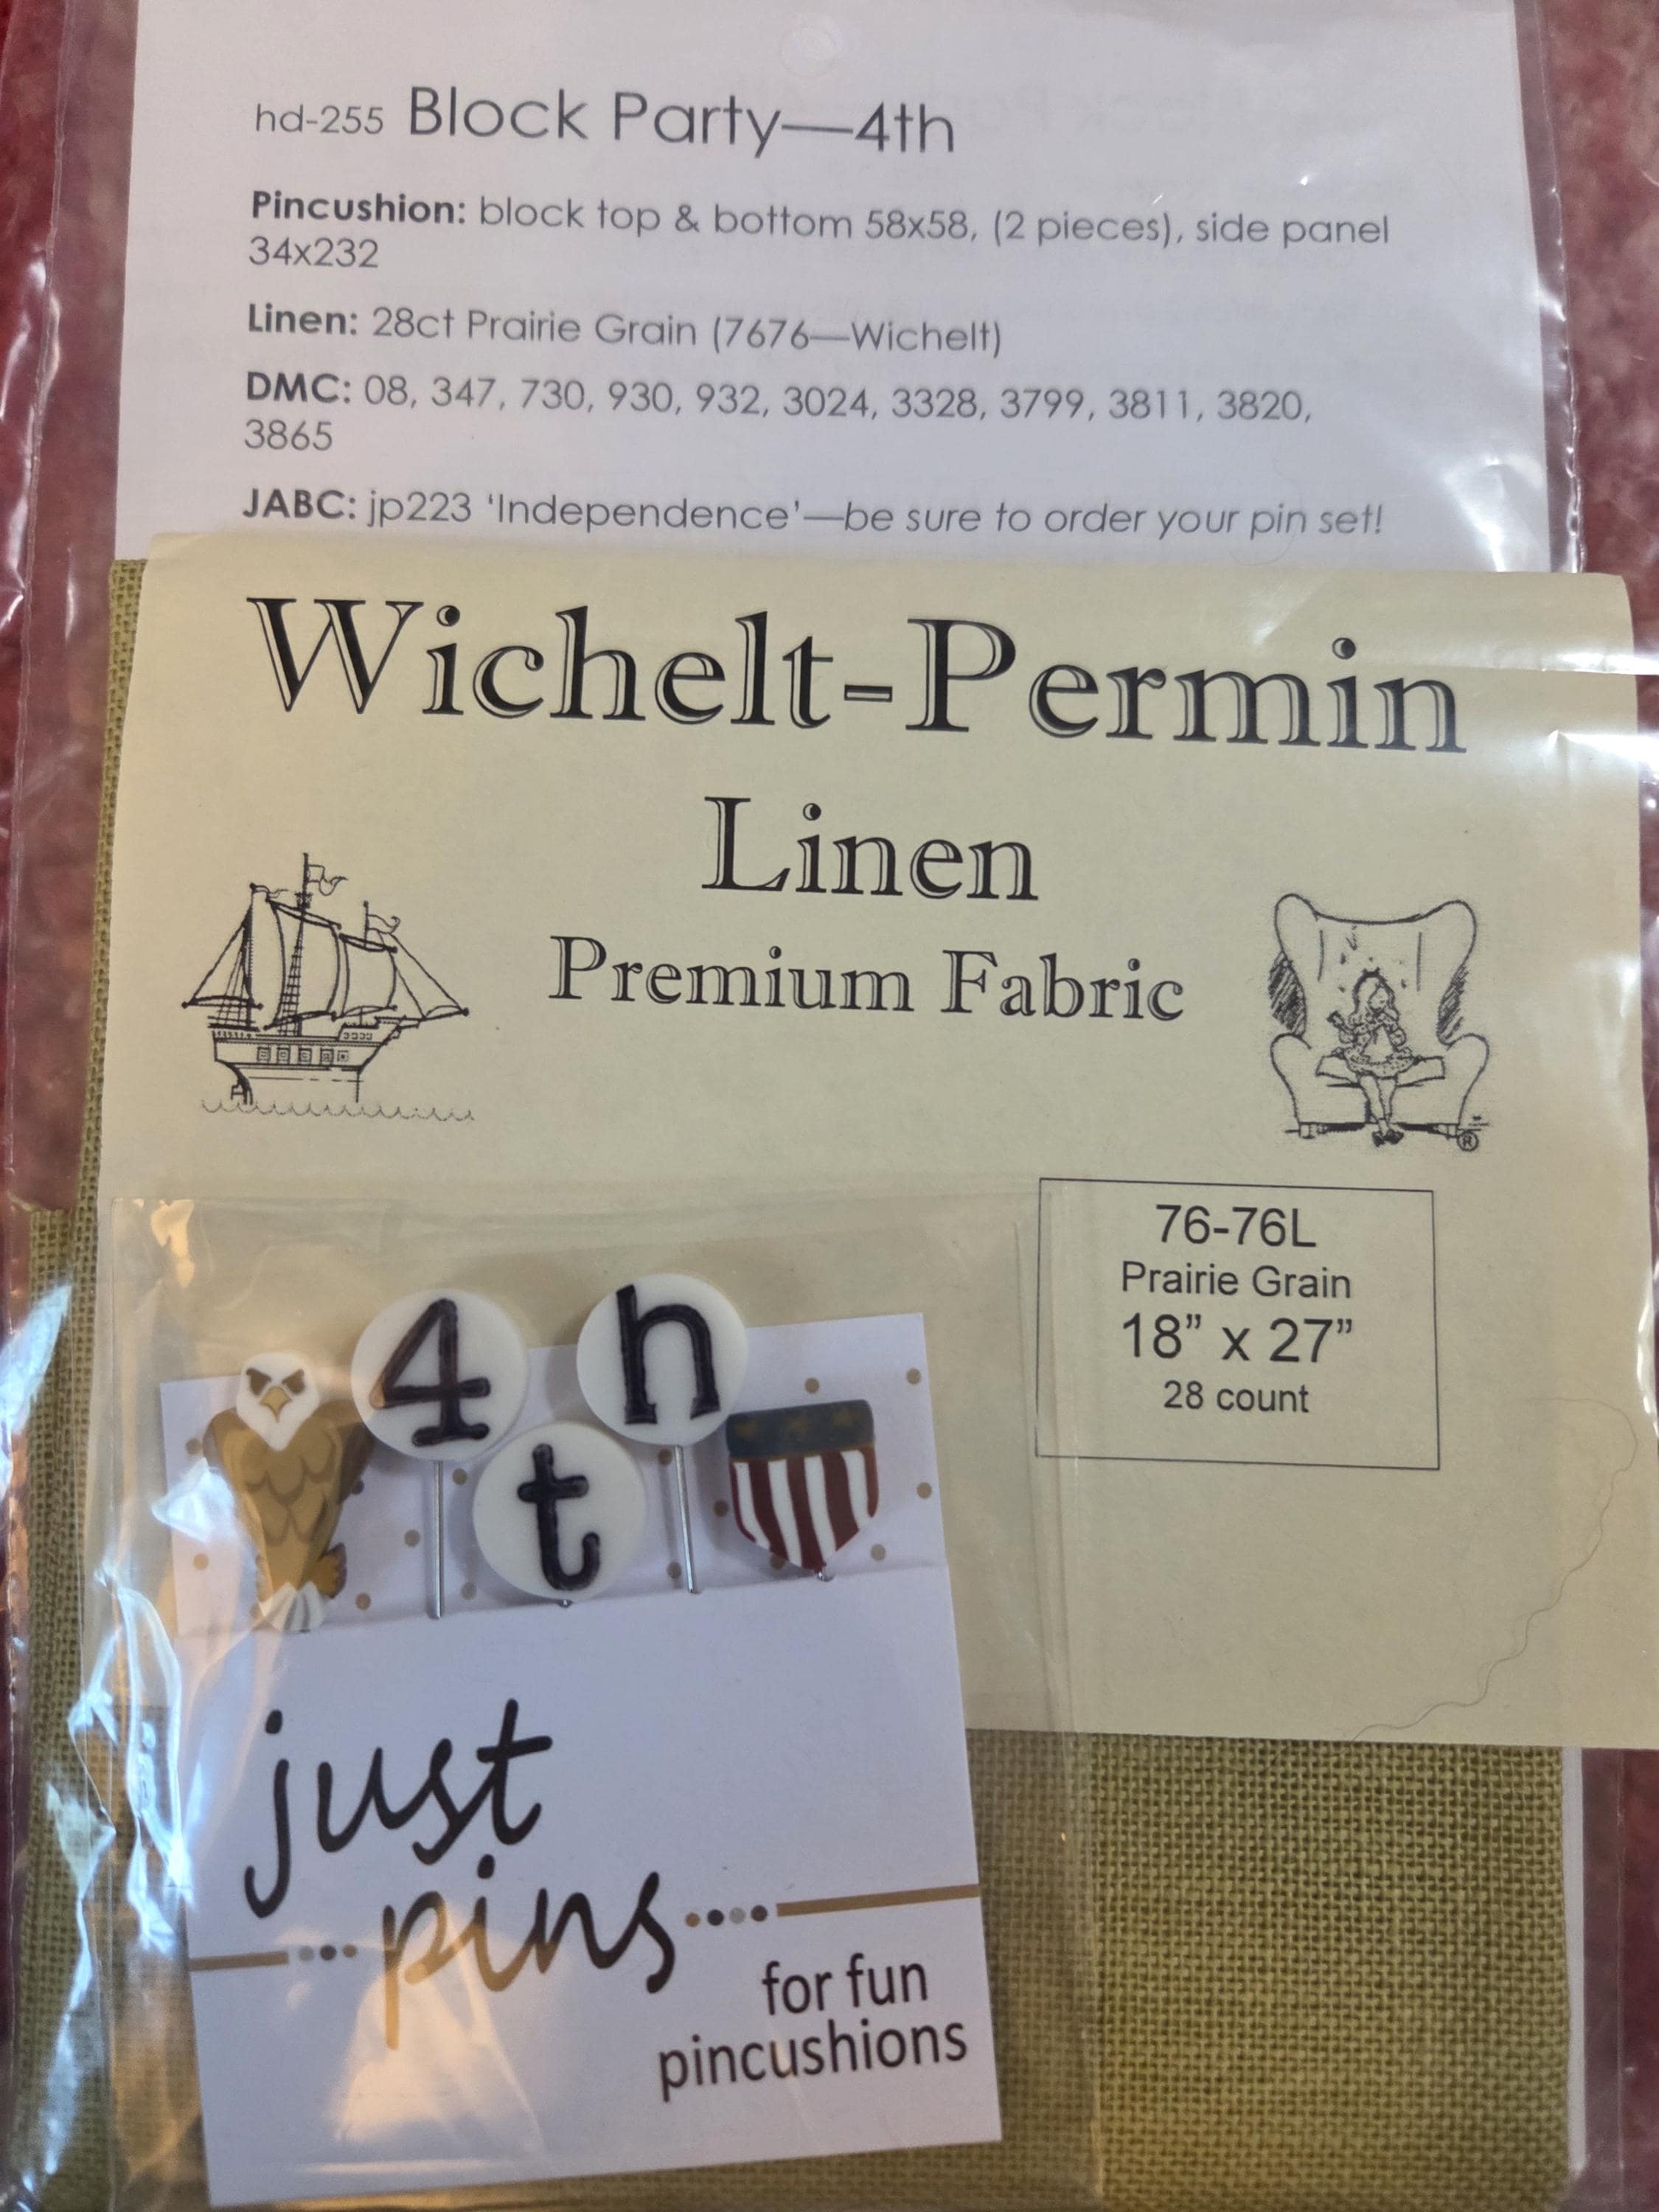 hd-255 Block Party—4th
Pincushion: block top & bottom 58x58, (2 pieces), side panel
34x232
Linen: 28ct Prairie Grain (7676—Wichelt)
DMC: 08, 347, 730, 930, 932, 3024, 3328, 3799, 3811, 3820,
3865
JABC: jp223 ‘Independence’—be sure to order your pin set!
Wichelt-Permin
Linen
Premium Fabric
®
76-76L
Prairie Grain
18” x 27”
28 count
4
h
t
just
pins
for fun
pincushions